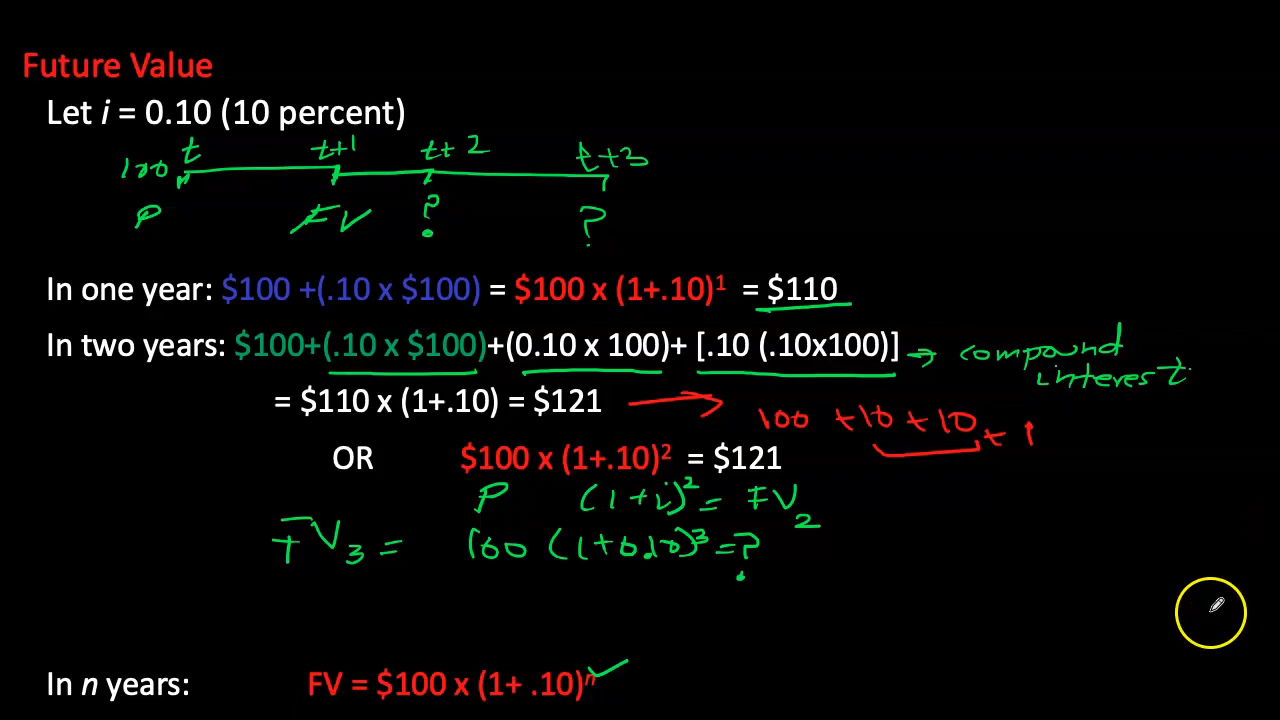 Future Value
Let i = 0.10 (10 percent)
100 t t+1 t+2 t+3
P FV ? ?
In one year: $100 +(.10 x $100) = $100 x (1+.10)¹ = $110
In two years: $100+(.10 x $100)+(0.10 x 100)+ [.10 (.10x100)] → compound
interest
= $110 x (1+.10) = $121 → 100 + 10 + 10 + 1
OR $100 x (1+.10)² = $121
P (1+i)² = FV₂
FV₃ = 100 (1+0.10)³ = ?
In n years: FV = $100 x (1+ .10)ⁿ ✓